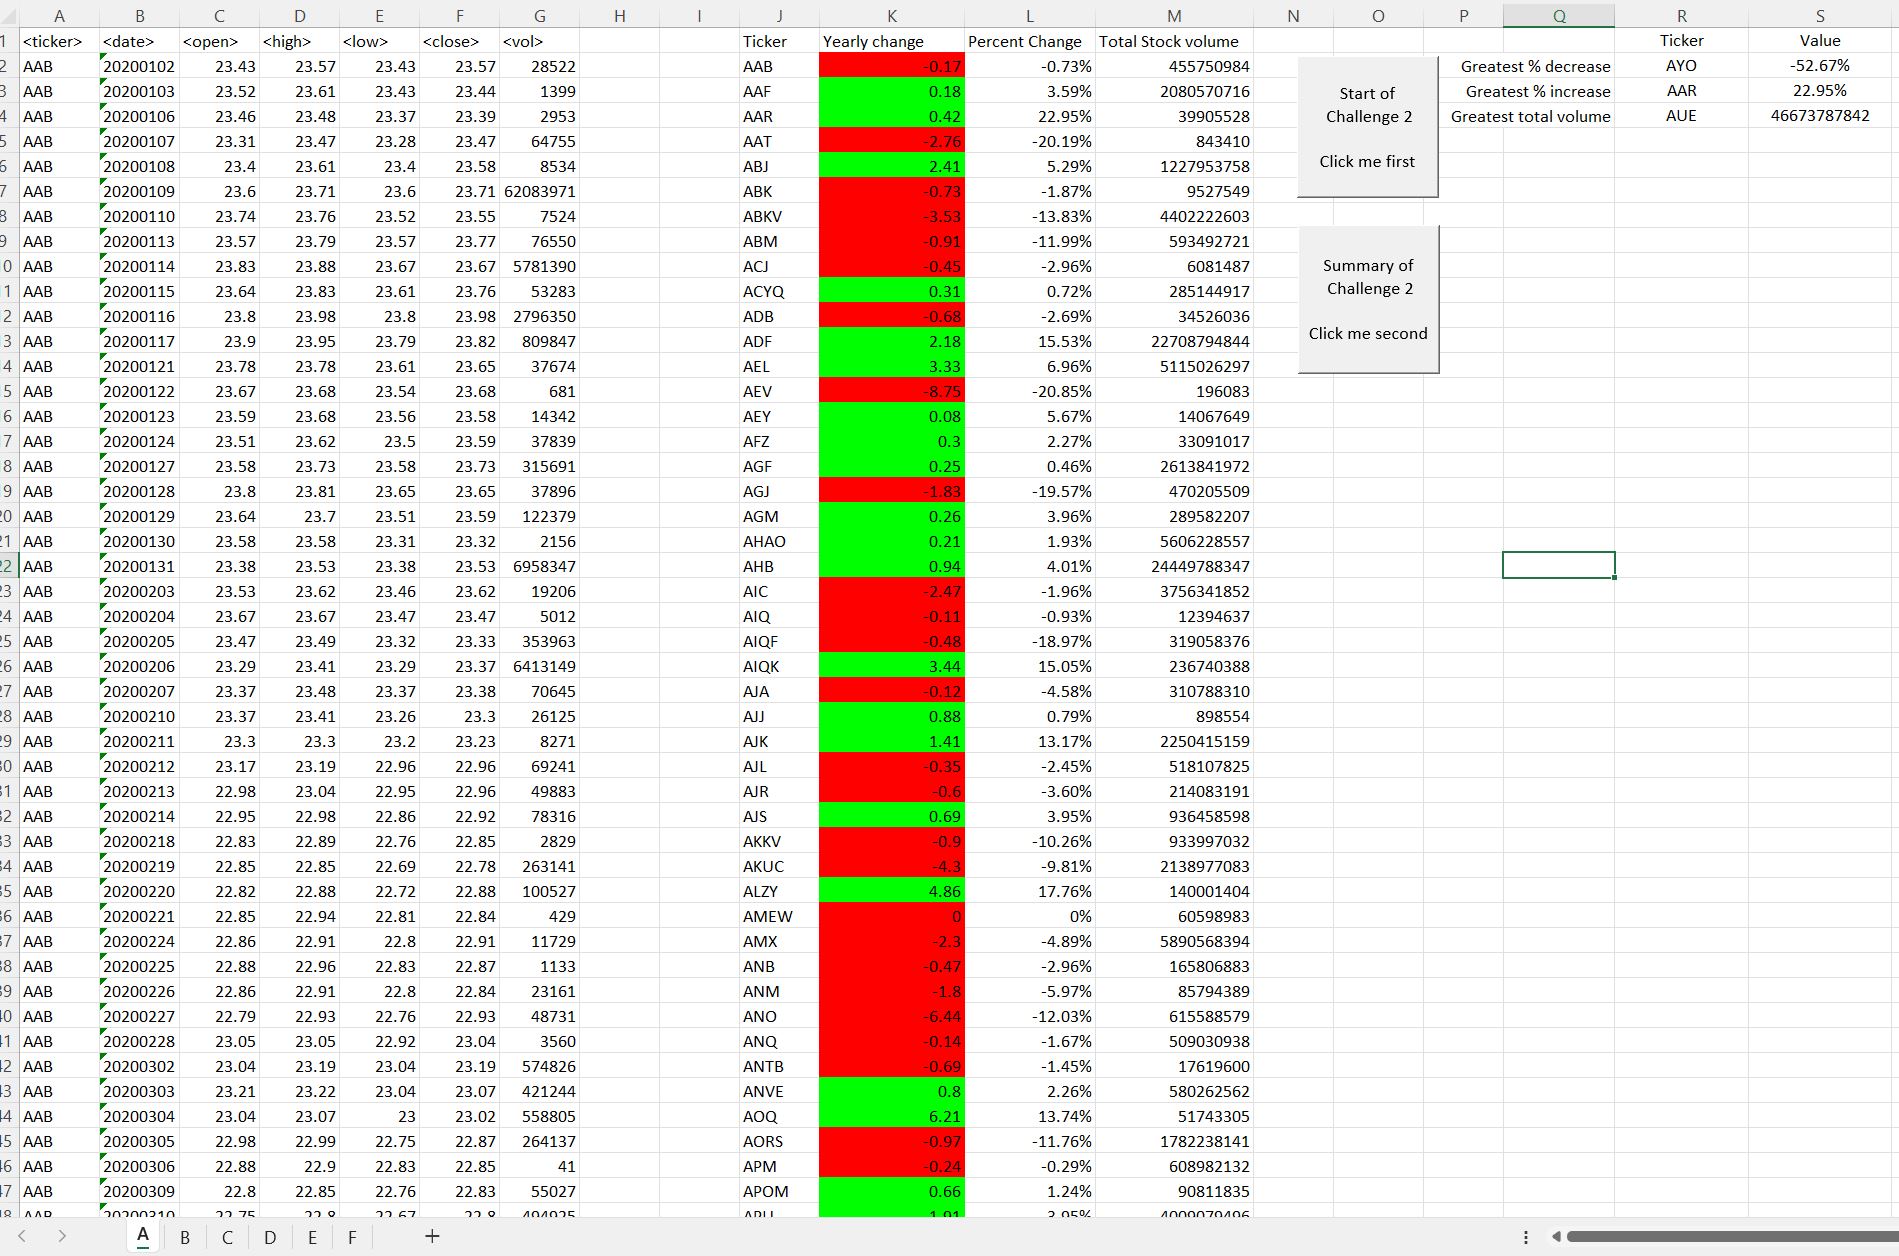 A B C D E F G H I J K L M N O P Q R S
1 <ticker> <date> <open> <high> <low> <close> <vol> Ticker Yearly change Percent Change Total Stock volume Ticker Value
2 AAB 20200102 23.43 23.57 23.43 23.57 28522 AAB -0.17 -0.73% 455750984 Greatest % decrease AYO -52.67%
3 AAB 20200103 23.52 23.61 23.43 23.44 1399 AAF 0.18 3.59% 2080570716 Start of Greatest % increase AAR 22.95%
4 AAB 20200106 23.46 23.48 23.37 23.39 2953 AAR 0.42 22.95% 39905528 Challenge 2 Greatest total volume AUE 46673787842
5 AAB 20200107 23.31 23.47 23.28 23.47 64755 AAT -2.76 -20.19% 843410
6 AAB 20200108 23.4 23.61 23.4 23.58 8534 ABJ 2.41 5.29% 1227953758 Click me first
7 AAB 20200109 23.6 23.71 23.6 23.71 62083971 ABK -0.73 -1.87% 9527549
8 AAB 20200110 23.74 23.76 23.52 23.55 7524 ABKV -3.53 -13.83% 4402222603
9 AAB 20200113 23.57 23.79 23.57 23.77 76550 ABM -0.91 -11.99% 593492721
0 AAB 20200114 23.83 23.88 23.67 23.67 5781390 ACJ -0.45 -2.96% 6081487 Summary of
1 AAB 20200115 23.64 23.83 23.61 23.76 53283 ACYQ 0.31 0.72% 285144917 Challenge 2
2 AAB 20200116 23.8 23.98 23.8 23.98 2796350 ADB -0.68 -2.69% 34526036
3 AAB 20200117 23.9 23.95 23.79 23.82 809847 ADF 2.18 15.53% 22708794844 Click me second
4 AAB 20200121 23.78 23.78 23.61 23.65 37674 AEL 3.33 6.96% 5115026297
5 AAB 20200122 23.67 23.68 23.54 23.68 681 AEV -8.75 -20.85% 196083
6 AAB 20200123 23.59 23.68 23.56 23.58 14342 AEY 0.08 5.67% 14067649
7 AAB 20200124 23.51 23.62 23.5 23.59 37839 AFZ 0.3 2.27% 33091017
8 AAB 20200127 23.58 23.73 23.58 23.73 315691 AGF 0.25 0.46% 2613841972
9 AAB 20200128 23.8 23.81 23.65 23.65 37896 AGJ -1.83 -19.57% 470205509
20 AAB 20200129 23.64 23.7 23.51 23.59 122379 AGM 0.26 3.96% 289582207
21 AAB 20200130 23.58 23.58 23.31 23.32 2156 AHAO 0.21 1.93% 5606228557
22 AAB 20200131 23.38 23.53 23.38 23.53 6958347 AHB 0.94 4.01% 24449788347
23 AAB 20200203 23.53 23.62 23.46 23.62 19206 AIC -2.47 -1.96% 3756341852
24 AAB 20200204 23.67 23.67 23.47 23.47 5012 AIQ -0.11 -0.93% 12394637
25 AAB 20200205 23.47 23.49 23.32 23.33 353963 AIQF -0.48 -18.97% 319058376
26 AAB 20200206 23.29 23.41 23.29 23.37 6413149 AIQK 3.44 15.05% 236740388
27 AAB 20200207 23.37 23.48 23.37 23.38 70645 AJA -0.12 -4.58% 310788310
28 AAB 20200210 23.37 23.41 23.26 23.3 26125 AJJ 0.88 0.79% 898554
29 AAB 20200211 23.3 23.3 23.2 23.23 8271 AJK 1.41 13.17% 2250415159
30 AAB 20200212 23.17 23.19 22.96 22.96 69241 AJL -0.35 -2.45% 518107825
31 AAB 20200213 22.98 23.04 22.95 22.96 49883 AJR -0.6 -3.60% 214083191
32 AAB 20200214 22.95 22.98 22.86 22.92 78316 AJS 0.69 3.95% 936458598
33 AAB 20200218 22.83 22.89 22.76 22.85 2829 AKKV -0.9 -10.26% 933997032
34 AAB 20200219 22.85 22.85 22.69 22.78 263141 AKUC -4.3 -9.81% 2138977083
35 AAB 20200220 22.82 22.88 22.72 22.88 100527 ALZY 4.86 17.76% 140001404
36 AAB 20200221 22.85 22.94 22.81 22.84 429 AMEW 0 0% 60598983
37 AAB 20200224 22.86 22.91 22.8 22.91 11729 AMX -2.3 -4.89% 5890568394
38 AAB 20200225 22.88 22.96 22.83 22.87 1133 ANB -0.47 -2.96% 165806883
39 AAB 20200226 22.86 22.91 22.8 22.84 23161 ANM -1.8 -5.97% 85794389
40 AAB 20200227 22.79 22.93 22.76 22.93 48731 ANO -6.44 -12.03% 615588579
41 AAB 20200228 23.05 23.05 22.92 23.04 3560 ANQ -0.14 -1.67% 509030938
42 AAB 20200302 23.04 23.19 23.04 23.19 574826 ANTB -0.69 -1.45% 17619600
43 AAB 20200303 23.21 23.22 23.04 23.07 421244 ANVE 0.8 2.26% 580262562
44 AAB 20200304 23.04 23.07 23 23.02 558805 AOQ 6.21 13.74% 51743305
45 AAB 20200305 22.98 22.99 22.75 22.87 264137 AORS -0.97 -11.76% 1782238141
46 AAB 20200306 22.88 22.9 22.83 22.85 41 APM -0.24 -0.29% 608982132
47 AAB 20200309 22.8 22.85 22.76 22.83 55027 APOM 0.66 1.24% 90811835
A B C D E F +